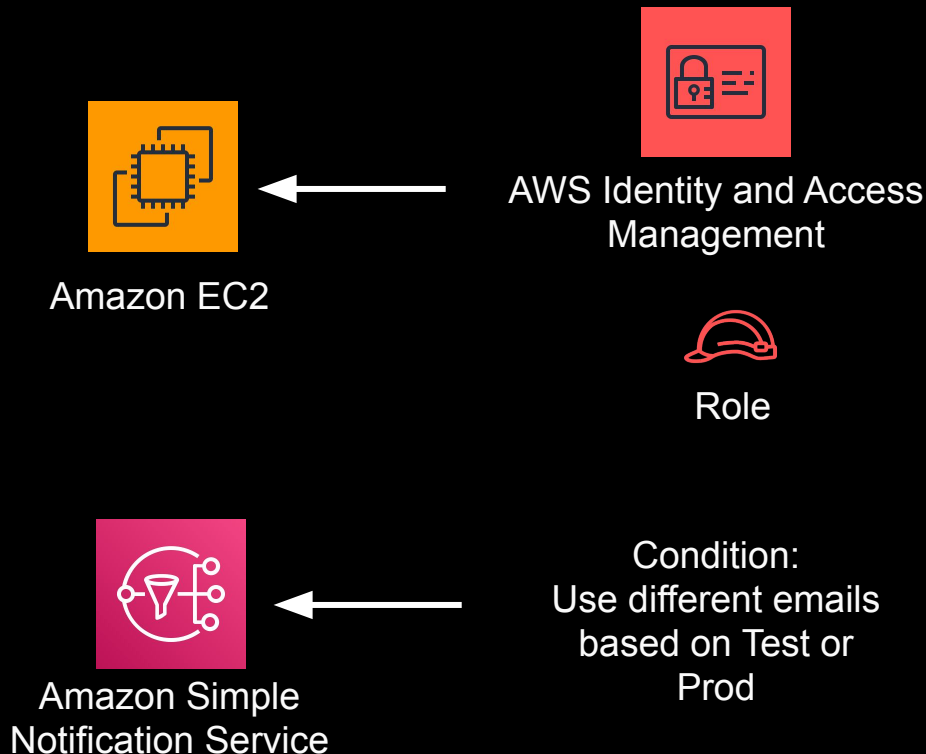 AWS Identity and Access
Management
Amazon EC2
Role
Condition:
Use different emails
based on Test or
Prod
Amazon Simple
Notification Service